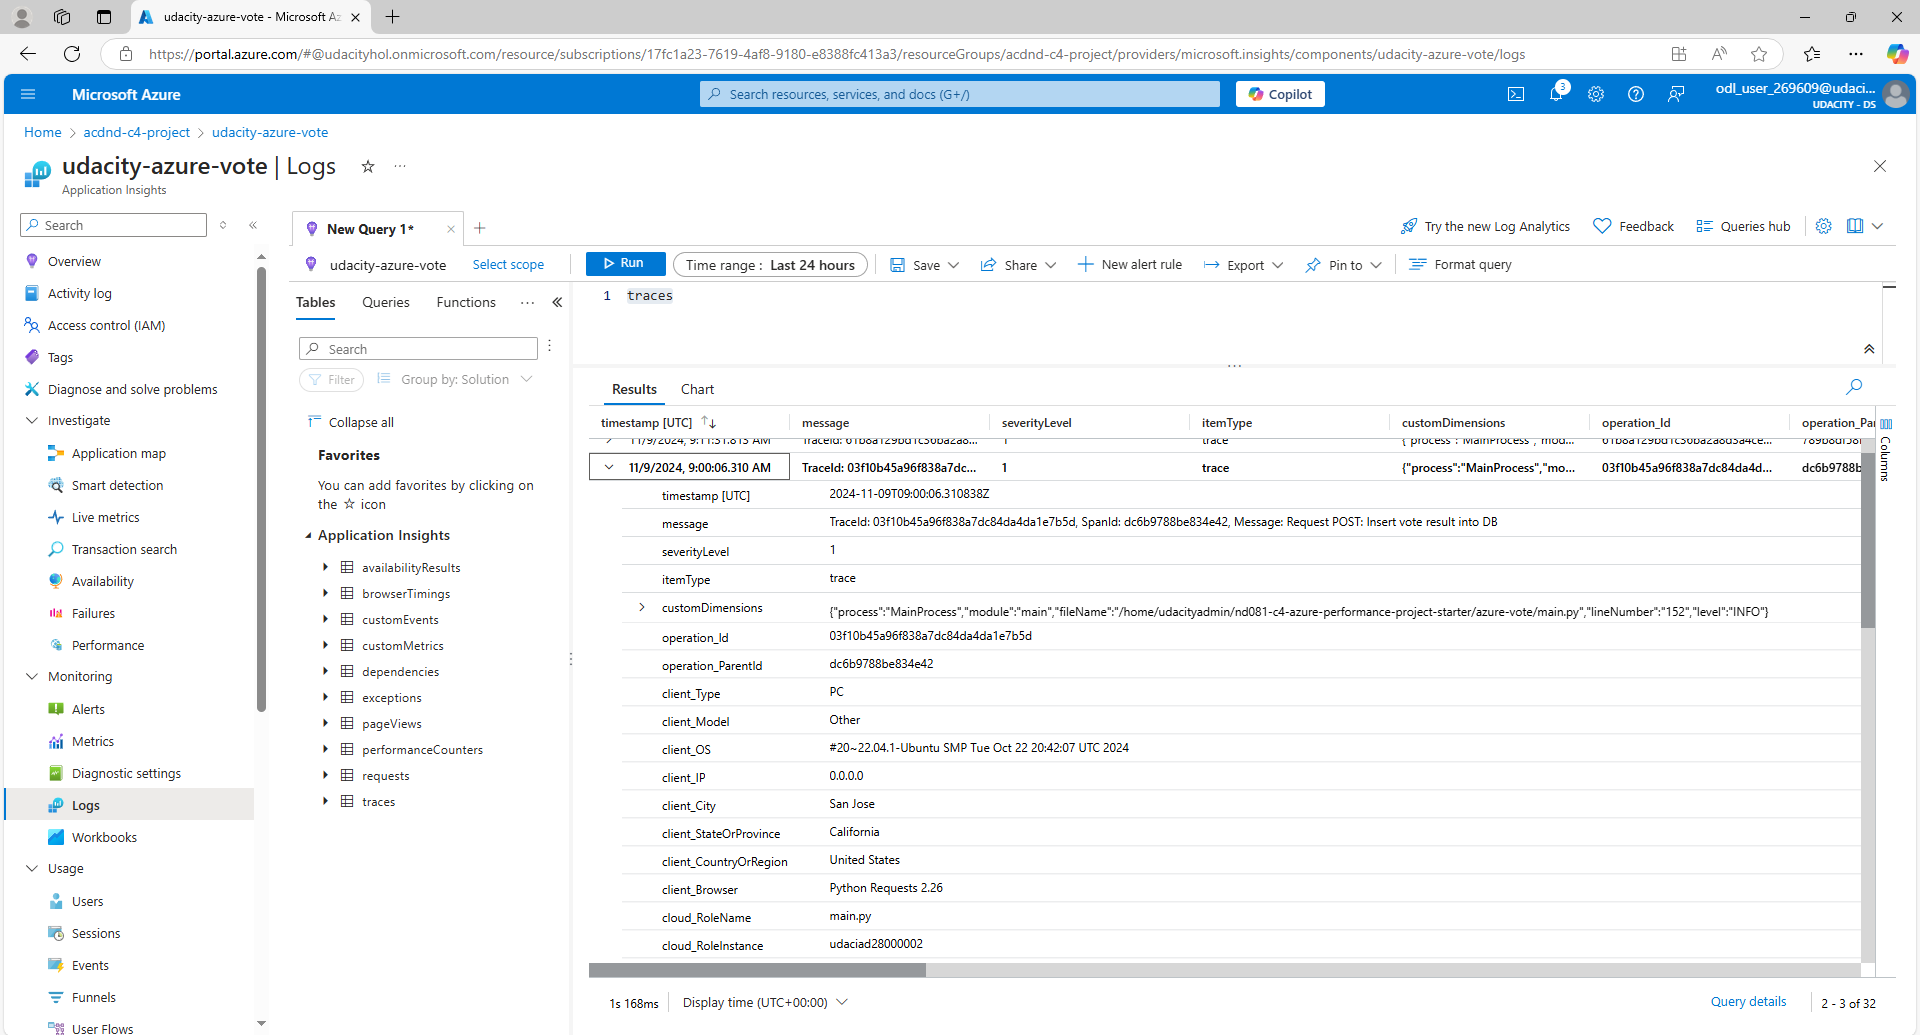 udacity-azure-vote - Microsoft Az
https://portal.azure.com/#@udacityhol.onmicrosoft.com/resource/subscriptions/17fc1a23-7619-4af8-9180-e8388fc413a3/resourceGroups/acdnd-c4-project/providers/microsoft.insights/components/udacity-azure-vote/logs
Microsoft Azure
Search resources, services, and docs (G+/)
Copilot
3
odl_user_269609@udaci...
UDACITY - DS
Home > acdnd-c4-project > udacity-azure-vote
udacity-azure-vote | Logs
Application Insights
Search
Overview
Activity log
Access control (IAM)
Tags
Diagnose and solve problems
Investigate
Application map
Smart detection
Live metrics
Transaction search
Availability
Failures
Performance
Monitoring
Alerts
Metrics
Diagnostic settings
Logs
Workbooks
Usage
Users
Sessions
Events
Funnels
User Flows
New Query 1*
Try the new Log Analytics
Feedback
Queries hub
udacity-azure-vote
Select scope
Run
Time range : Last 24 hours
Save
Share
New alert rule
Export
Pin to
Format query
Tables
Queries
Functions
Search
Filter
Group by: Solution
Collapse all
Favorites
You can add favorites by clicking on
the ☆ icon
Application Insights
availabilityResults
browserTimings
customEvents
customMetrics
dependencies
exceptions
pageViews
performanceCounters
requests
traces
1 traces
Results
Chart
timestamp [UTC] message severityLevel itemType customDimensions operation_Id operation_Pa
Columns
11/9/2024, 9:11:51.813 AM TraceId: 61b8a129bd1c56ba2a8... 1 trace {"process":"MainProcess","mod...
11/9/2024, 9:00:06.310 AM TraceId: 03f10b45a96f838a7dc... 1 trace {"process":"MainProcess","mo... 03f10b45a96f838a7dc84da4d... dc6b9788b
timestamp [UTC] 2024-11-09T09:00:06.310838Z
message TraceId: 03f10b45a96f838a7dc84da4da1e7b5d, SpanId: dc6b9788be834e42, Message: Request POST: Insert vote result into DB
severityLevel 1
itemType trace
customDimensions {"process":"MainProcess","module":"main","fileName":"/home/udacityadmin/nd081-c4-azure-performance-project-starter/azure-vote/main.py","lineNumber":"152","level":"INFO"}
operation_Id 03f10b45a96f838a7dc84da4da1e7b5d
operation_ParentId dc6b9788be834e42
client_Type PC
client_Model Other
client_OS #20~22.04.1-Ubuntu SMP Tue Oct 22 20:42:07 UTC 2024
client_IP 0.0.0.0
client_City San Jose
client_StateOrProvince California
client_CountryOrRegion United States
client_Browser Python Requests 2.26
cloud_RoleName main.py
cloud_RoleInstance udaciad28000002
1s 168ms
Display time (UTC+00:00)
Query details
2 - 3 of 32